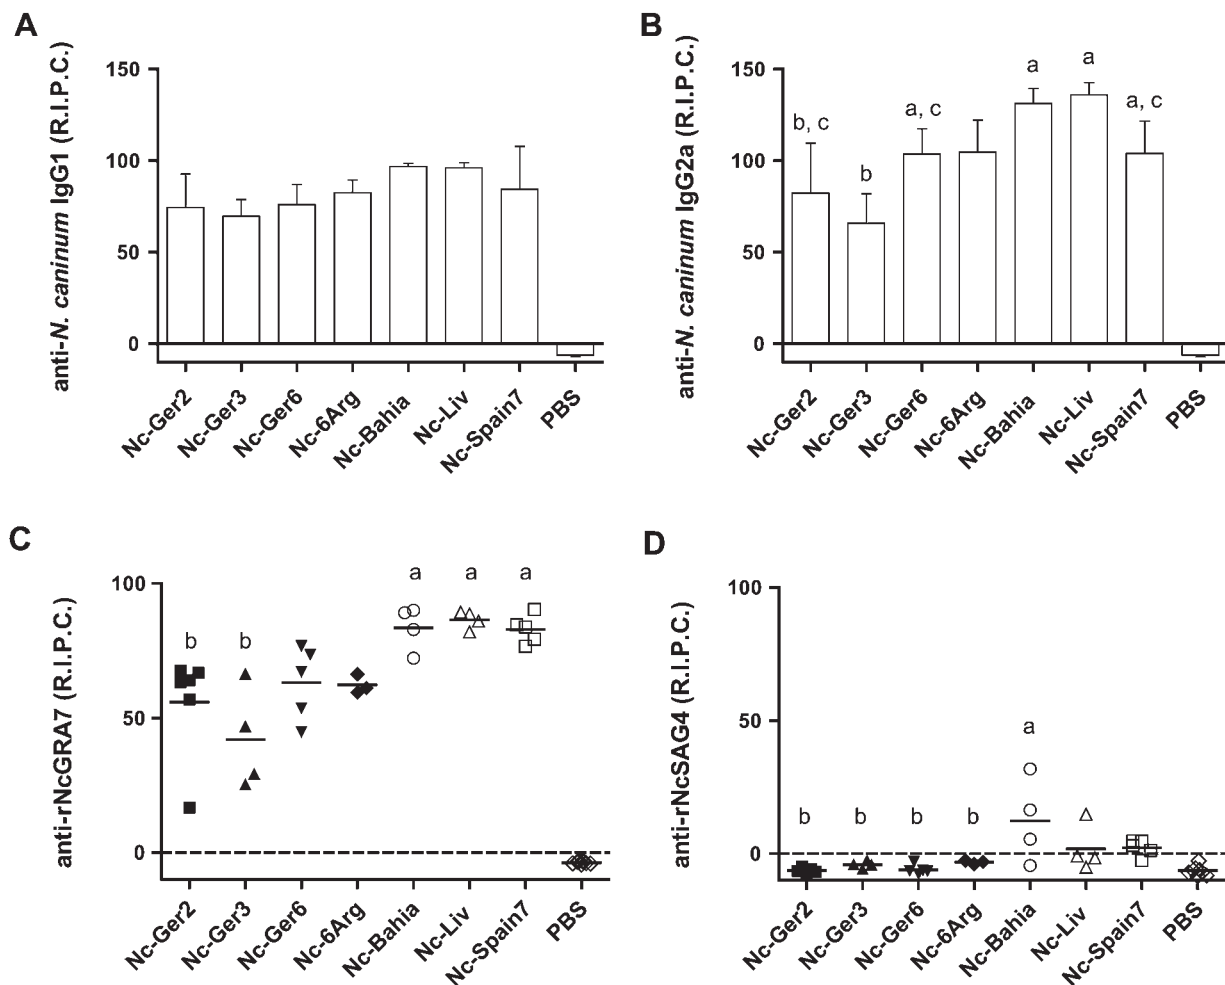 A
anti-N. caninum IgG1 (R.I.P.C.)
150
100
50
0
Nc-Ger2
Nc-Ger3
Nc-Ger6
Nc-6Arg
Nc-Bahia
Nc-Liv
Nc-Spain7
PBS
B
anti-N. caninum IgG2a (R.I.P.C.)
150
100
50
0
b, c
b
a, c
a
a
a, c
Nc-Ger2
Nc-Ger3
Nc-Ger6
Nc-6Arg
Nc-Bahia
Nc-Liv
Nc-Spain7
PBS
C
anti-rNcGRA7 (R.I.P.C.)
100
50
0
b
b
a
a
a
Nc-Ger2
Nc-Ger3
Nc-Ger6
Nc-6Arg
Nc-Bahia
Nc-Liv
Nc-Spain7
PBS
D
anti-rNcSAG4 (R.I.P.C.)
100
50
0
b
b
b
b
a
Nc-Ger2
Nc-Ger3
Nc-Ger6
Nc-6Arg
Nc-Bahia
Nc-Liv
Nc-Spain7
PBS